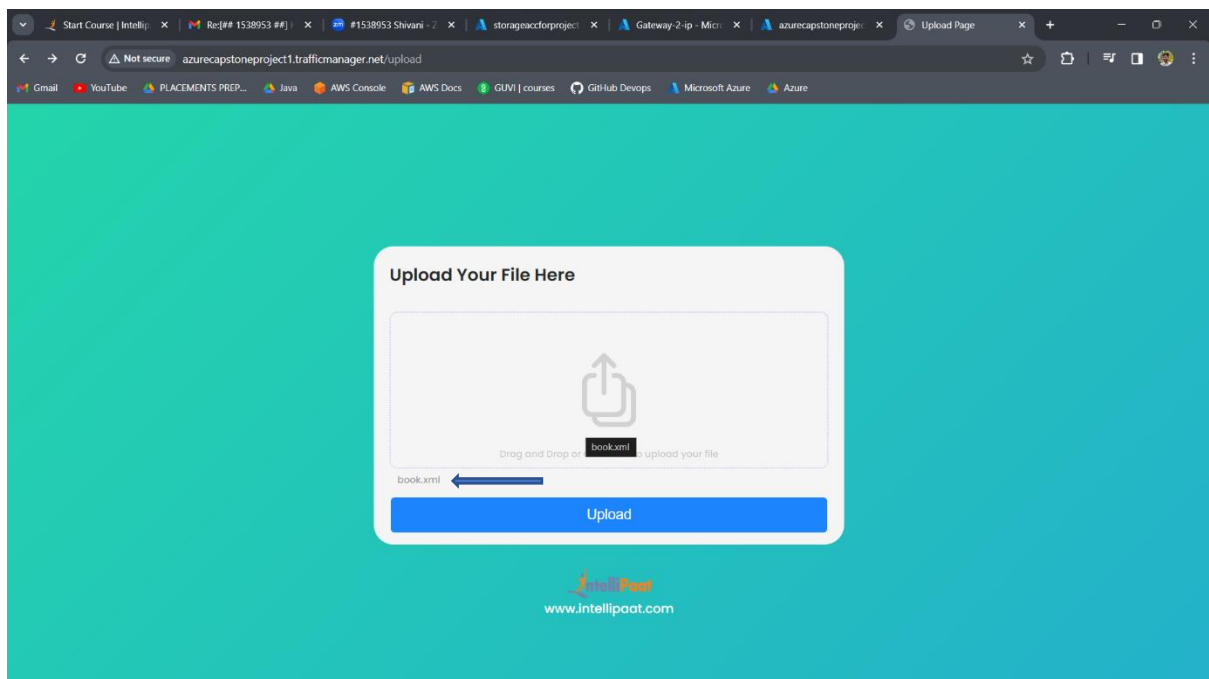 Start Course | Intellip
Re:[## 1538953 ##]
#1538953 Shivani - Z
storageaccforproject
Gateway-2-ip - Micro
azurecapstoneprojec
Upload Page
Not secure
azurecapstoneproject1.trafficmanager.net/upload
Gmail
YouTube
PLACEMENTS PREP...
Java
AWS Console
AWS Docs
GUVI | courses
GitHub Devops
Microsoft Azure
Azure
Upload Your File Here
book.xml
Drag and Drop or upload your file
book.xml
Upload
IntelliPaat
www.intellipaat.com